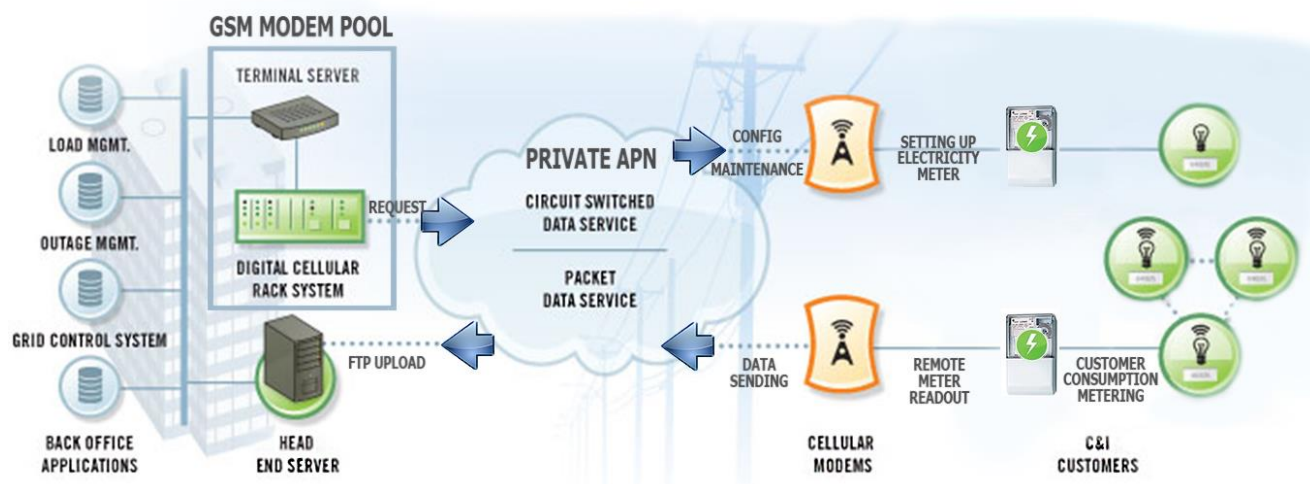 GSM MODEM POOL
TERMINAL SERVER
LOAD MGMT.
OUTAGE MGMT.
GRID CONTROL SYSTEM
BACK OFFICE
APPLICATIONS
DIGITAL CELLULAR
RACK SYSTEM
REQUEST
HEAD
END SERVER
FTP UPLOAD
PRIVATE APN
CIRCUIT SWITCHED
DATA SERVICE
PACKET
DATA SERVICE
CONFIG
MAINTENANCE
SETTING UP
ELECTRICITY
METER
DATA
SENDING
REMOTE
METER
READOUT
CUSTOMER
CONSUMPTION
METERING
CELLULAR
MODEMS
C&I
CUSTOMERS